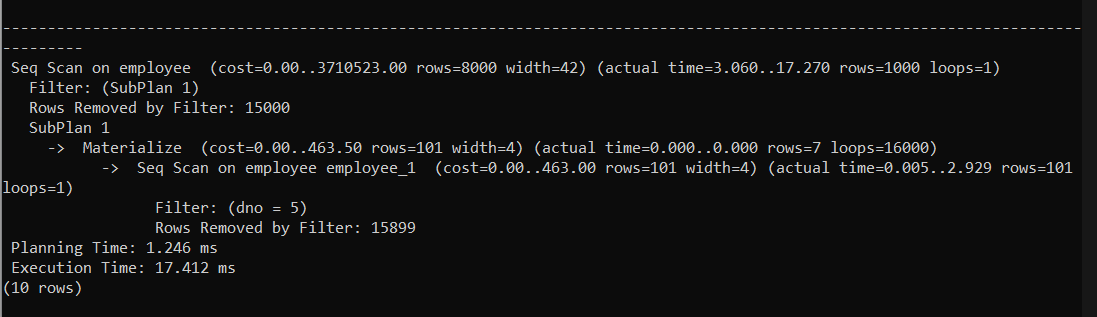 --------------------------------------------------------------------------------------------------------------------------
---------
 Seq Scan on employee  (cost=0.00..3710523.00 rows=8000 width=42) (actual time=3.060..17.270 rows=1000 loops=1)
   Filter: (SubPlan 1)
   Rows Removed by Filter: 15000
   SubPlan 1
     ->  Materialize  (cost=0.00..463.50 rows=101 width=4) (actual time=0.000..0.000 rows=7 loops=16000)
           ->  Seq Scan on employee employee_1  (cost=0.00..463.00 rows=101 width=4) (actual time=0.005..2.929 rows=101
loops=1)
                 Filter: (dno = 5)
                 Rows Removed by Filter: 15899
 Planning Time: 1.246 ms
 Execution Time: 17.412 ms
(10 rows)